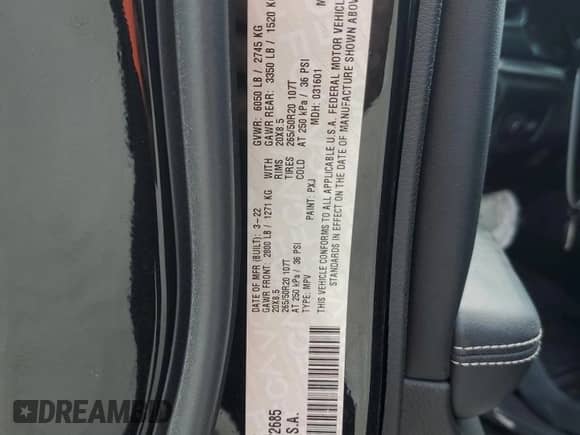 DATE OF MFR (BUILT): 3-22 GVWR: 6050 LB / 2745 KG
GAWR FRONT: 2800 LB / 1271 KG WITH GAWR REAR: 3350 LB / 1520 KG
20X8.5 RIMS 20X8.5
265/50R20 107T TIRES 265/50R20 107T
AT 250 kPa / 36 PSI COLD AT 250 kPa / 36 PSI
TYPE: MPV PAINT: PXJ MDH: 031601
THIS VEHICLE CONFORMS TO ALL APPLICABLE U.S.A. FEDERAL MOTOR VEHICL
STANDARDS IN EFFECT ON THE DATE OF MANUFACTURE SHOWN ABOV
2685
S.A.
DREAMBID